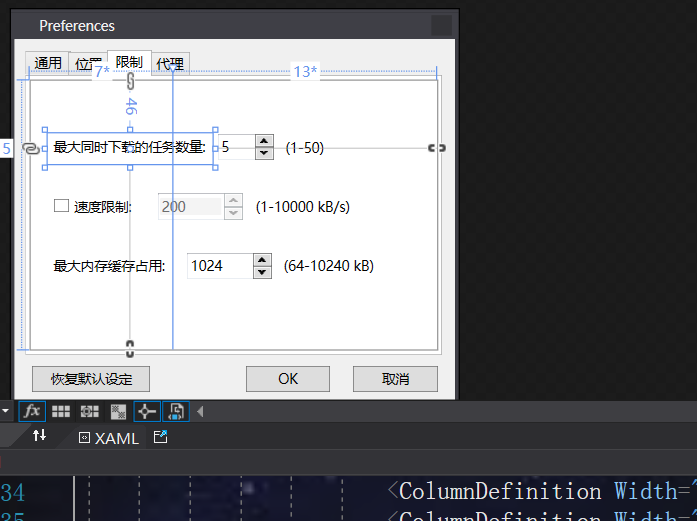 Preferences
通用 位置 限制 代理
7* 13*
46
5 最大同时下载的任务数量: 5 (1-50)
速度限制: 200 (1-10000 kB/s)
最大内存缓存占用: 1024 (64-10240 kB)
恢复默认设定 OK 取消
fx
XAML
34 <ColumnDefinition Width=
35 <ColumnDefinition Width=